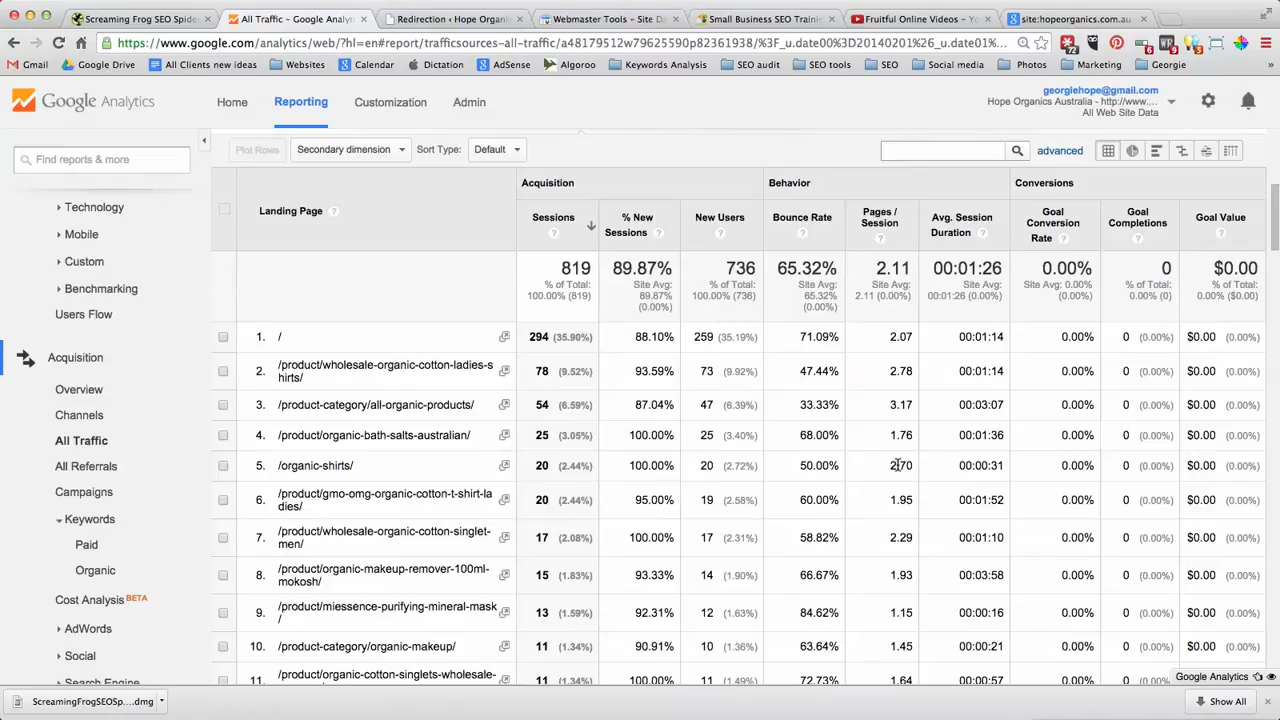 Screaming Frog SEO Spide
All Traffic – Google Analytic
Redirection ‹ Hope Organic
Webmaster Tools – Site D
Small Business SEO Trainin
Fruitful Online Videos – Yo
site:hopeorganics.com.au
https://www.google.com/analytics/web/?hl=en#report/trafficsources-all-traffic/a48179512w79625590p82361938/%3F_u.date00%3D20140201%26_u.date01%...
72
6
9
3
Gmail
Google Drive
All Clients new ideas
Websites
Calendar
Dictation
AdSense
Algoroo
Keywords Analysis
SEO audit
SEO tools
SEO
Social media
Photos
Marketing
Georgie
»
Google Analytics
Home
Reporting
Customization
Admin
georgiehope@gmail.com
Hope Organics Australia - http://www....
All Web Site Data
Find reports & more
Technology
Mobile
Custom
Benchmarking
Users Flow
Acquisition
Overview
Channels
All Traffic
All Referrals
Campaigns
Keywords
Paid
Organic
Cost Analysis BETA
AdWords
Social
Search Engine
Plot Rows
Secondary dimension
Sort Type:
Default
advanced
Acquisition
Behavior
Conversions
Landing Page ?
Sessions ?
% New Sessions ?
New Users ?
Bounce Rate ?
Pages / Session ?
Avg. Session Duration ?
Goal Conversion Rate ?
Goal Completions ?
Goal Value ?
819
% of Total: 100.00% (819)
89.87%
Site Avg: 89.87% (0.00%)
736
% of Total: 100.00% (736)
65.32%
Site Avg: 65.32% (0.00%)
2.11
Site Avg: 2.11 (0.00%)
00:01:26
Site Avg: 00:01:26 (0.00%)
0.00%
Site Avg: 0.00% (0.00%)
0
% of Total: 0.00% (0)
$0.00
% of Total: 0.00% ($0.00)
1. / 294 (35.90%) 88.10% 259 (35.19%) 71.09% 2.07 00:01:14 0.00% 0 (0.00%) $0.00 (0.00%)
2. /product/wholesale-organic-cotton-ladies-s
hirts/ 78 (9.52%) 93.59% 73 (9.92%) 47.44% 2.78 00:01:14 0.00% 0 (0.00%) $0.00 (0.00%)
3. /product-category/all-organic-products/ 54 (6.59%) 87.04% 47 (6.39%) 33.33% 3.17 00:03:07 0.00% 0 (0.00%) $0.00 (0.00%)
4. /product/organic-bath-salts-australian/ 25 (3.05%) 100.00% 25 (3.40%) 68.00% 1.76 00:01:36 0.00% 0 (0.00%) $0.00 (0.00%)
5. /organic-shirts/ 20 (2.44%) 100.00% 20 (2.72%) 50.00% 2.70 00:00:31 0.00% 0 (0.00%) $0.00 (0.00%)
6. /product/gmo-omg-organic-cotton-t-shirt-la
dies/ 20 (2.44%) 95.00% 19 (2.58%) 60.00% 1.95 00:01:52 0.00% 0 (0.00%) $0.00 (0.00%)
7. /product/wholesale-organic-cotton-singlet-
men/ 17 (2.08%) 100.00% 17 (2.31%) 58.82% 2.29 00:01:10 0.00% 0 (0.00%) $0.00 (0.00%)
8. /product/organic-makeup-remover-100ml-
mokosh/ 15 (1.83%) 93.33% 14 (1.90%) 66.67% 1.93 00:03:58 0.00% 0 (0.00%) $0.00 (0.00%)
9. /product/miessence-purifying-mineral-mask
/ 13 (1.59%) 92.31% 12 (1.63%) 84.62% 1.15 00:00:16 0.00% 0 (0.00%) $0.00 (0.00%)
10. /product-category/organic-makeup/ 11 (1.34%) 90.91% 10 (1.36%) 63.64% 1.45 00:00:21 0.00% 0 (0.00%) $0.00 (0.00%)
11. /product/organic-cotton-singlets-wholesale- 11 (1.34%) 100.00% 11 (1.49%) 72.73% 1.64 00:00:57 0.00% 0 (0.00%)
Google Analytics
ScreamingFrogSEOSp....dmg
Show All